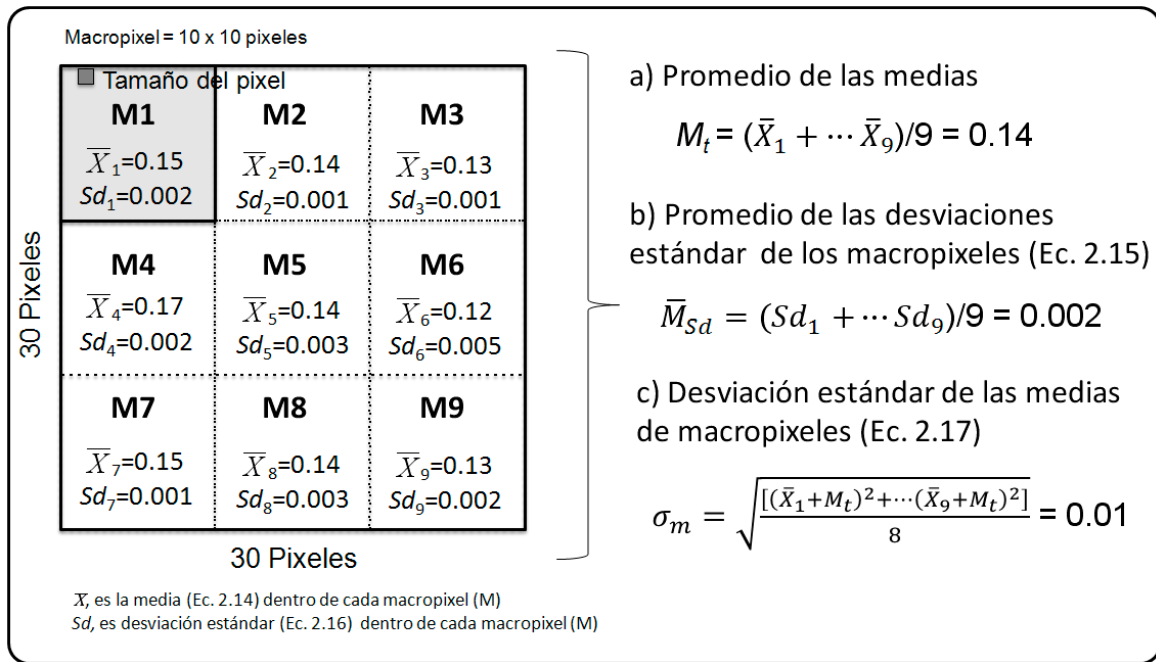 Macropixel = 10 x 10 pixeles
Tamaño del pixel
M1
X̅₁=0.15
Sd₁=0.002
M2
X̅₂=0.14
Sd₂=0.001
M3
X̅₃=0.13
Sd₃=0.001
M4
X̅₄=0.17
Sd₄=0.002
M5
X̅₅=0.14
Sd₅=0.003
M6
X̅₆=0.12
Sd₆=0.005
M7
X̅₇=0.15
Sd₇=0.001
M8
X̅₈=0.14
Sd₈=0.003
M9
X̅₉=0.13
Sd₉=0.002
30 Pixeles
30 Pixeles
X̅, es la media (Ec. 2.14) dentro de cada macropixel (M)
Sd, es desviación estándar (Ec. 2.16) dentro de cada macropixel (M)
a) Promedio de las medias
Mₜ = (X̅₁ + ⋯ X̅₉)/9 = 0.14
b) Promedio de las desviaciones
estándar de los macropixeles (Ec. 2.15)
M̅_Sd = (Sd₁ + ⋯ Sd₉)/9 = 0.002
c) Desviación estándar de las medias
de macropixeles (Ec. 2.17)
σₘ = √([(X̅₁+Mₜ)²+⋯(X̅₉+Mₜ)²]/8) = 0.01